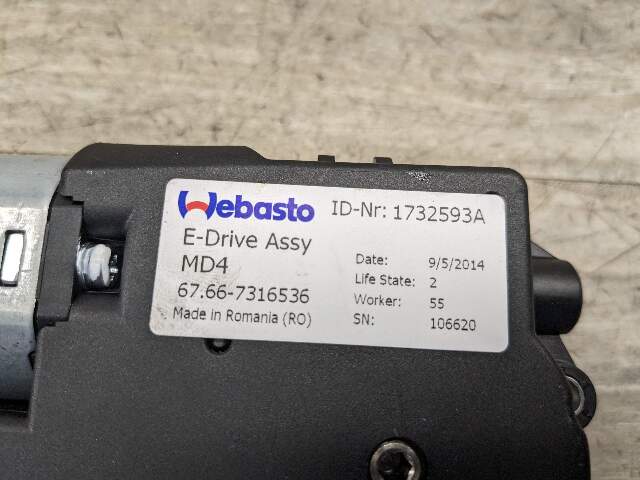 Webasto ID-Nr: 1732593A
E-Drive Assy
MD4
67.66-7316536
Made in Romania (RO)
Date: 9/5/2014
Life State: 2
Worker: 55
SN: 106620